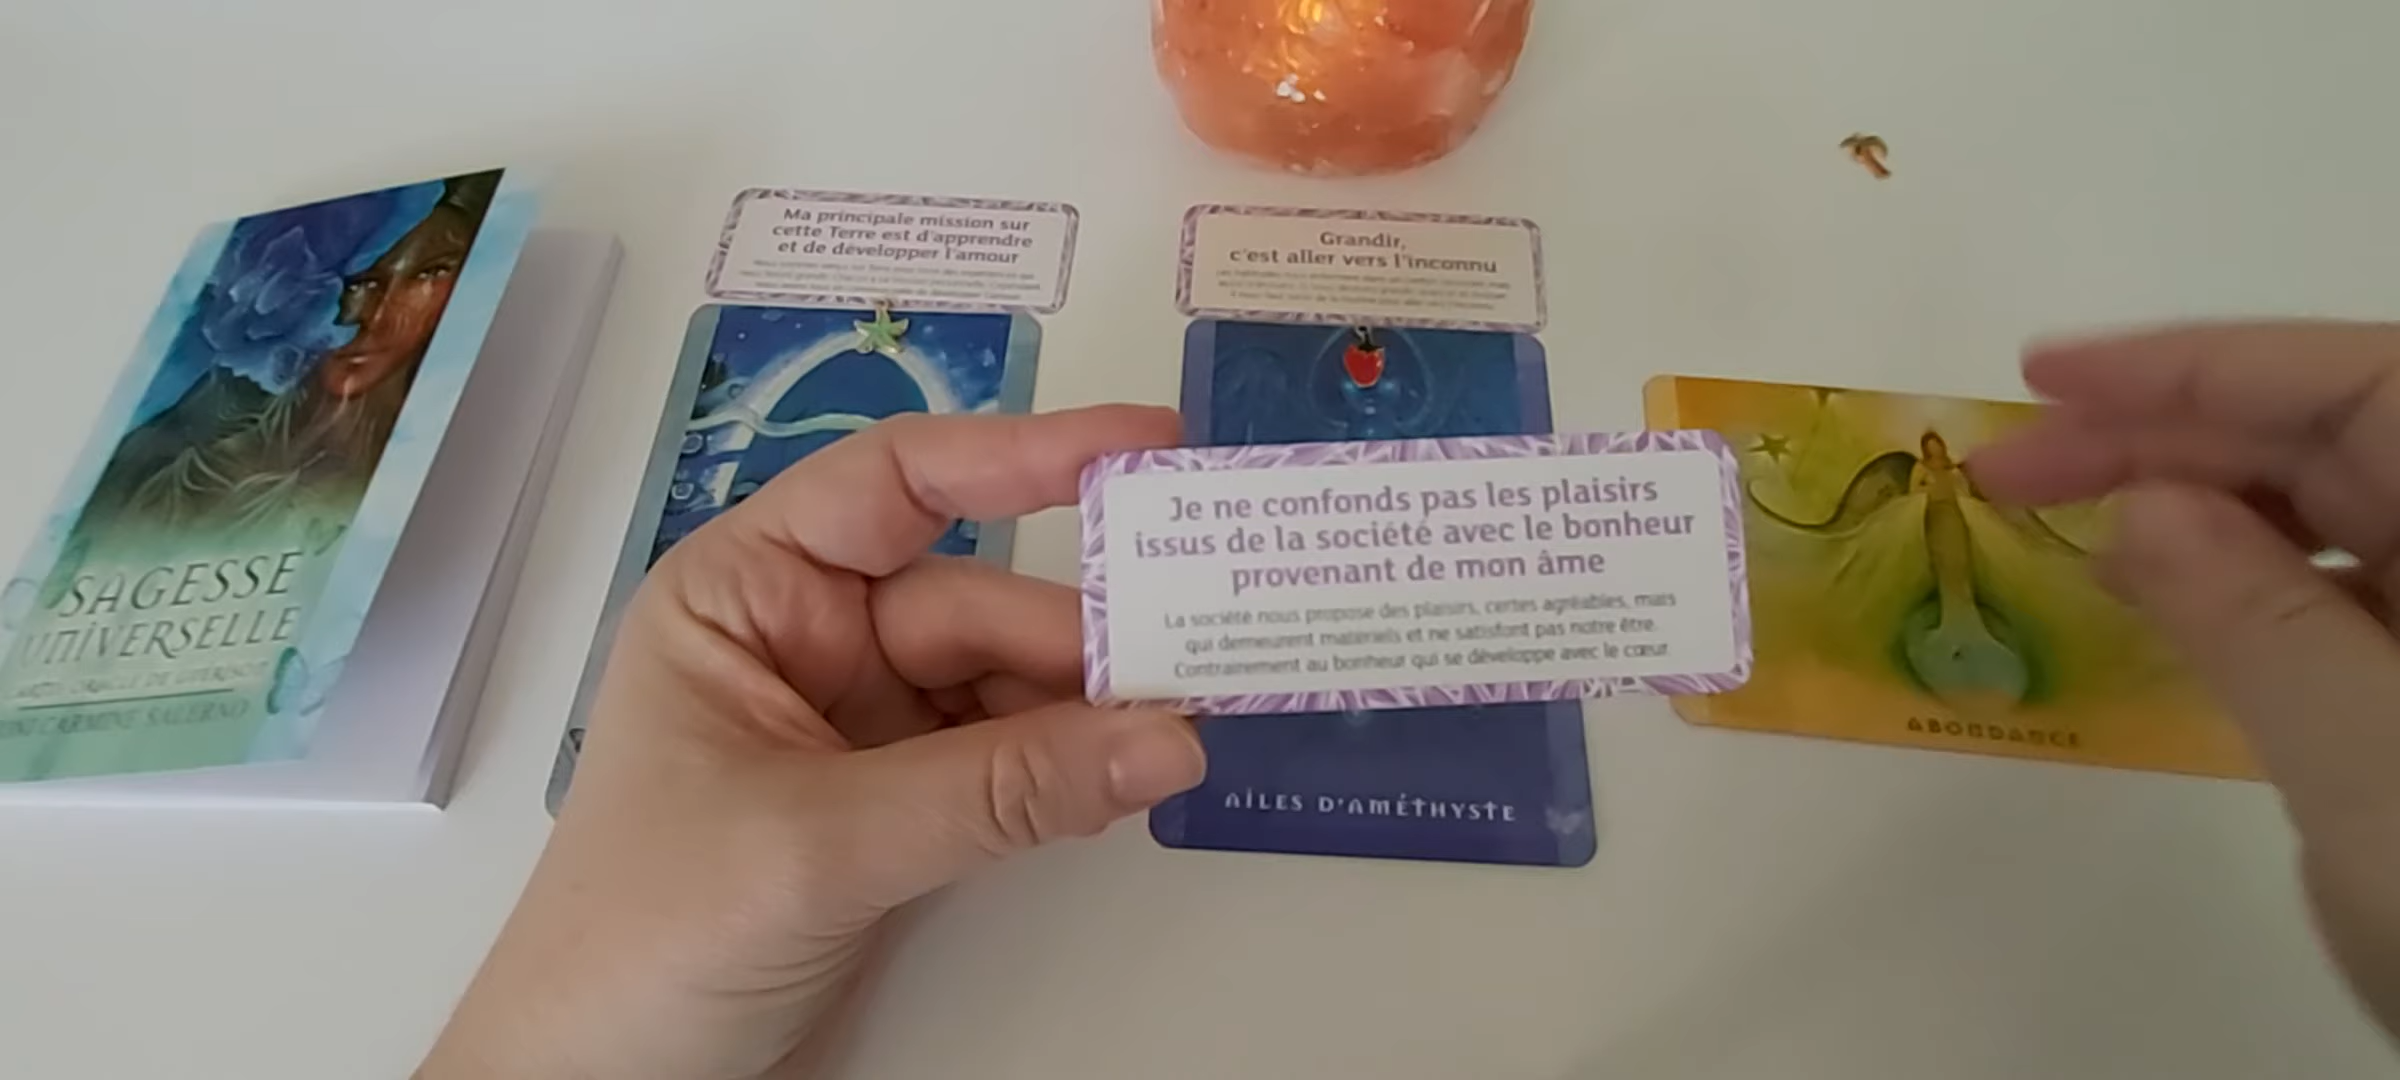 SAGESSE
UNIVERSELLE
TONI CARMINE SALERNO
Ma principale mission sur
cette Terre est d'apprendre
et de développer l'amour
Grandir,
c'est aller vers l'inconnu
Je ne confonds pas les plaisirs
issus de la société avec le bonheur
provenant de mon âme
La société nous propose des plaisirs, certes agréables, mais
qui demeurent matériels et ne satisfont pas notre être.
Contrairement au bonheur qui se développe avec le cœur
AILES D'AMÉTHYSTE
ABONDANCE